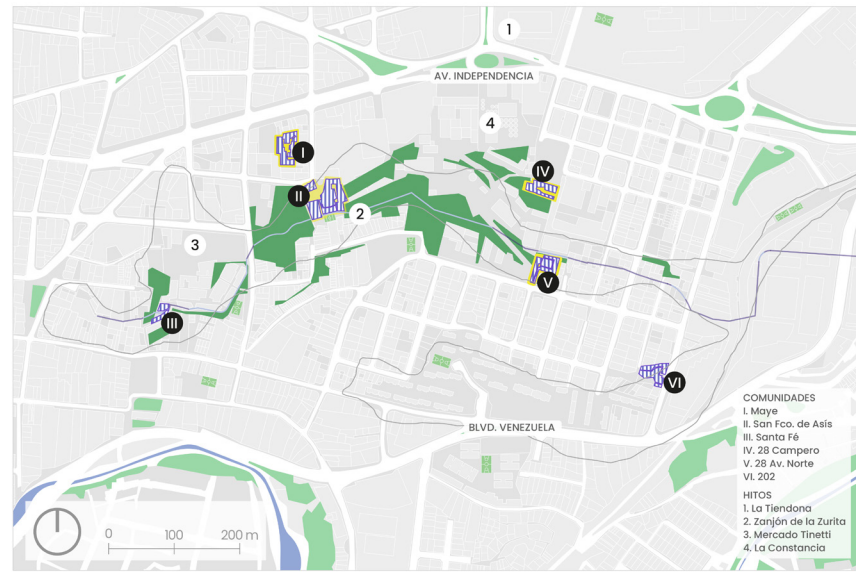 1
AV. INDEPENDENCIA
4
I
IV
II
2
3
V
III
VI
BLVD. VENEZUELA
COMUNIDADES
I. Maye
II. San Fco. de Asís
III. Santa Fé
IV. 28 Campero
V. 28 Av. Norte
VI. 202
HITOS
1. La Tiendona
2. Zanjón de la Zurita
3. Mercado Tinetti
4. La Constancia
0 100 200 m